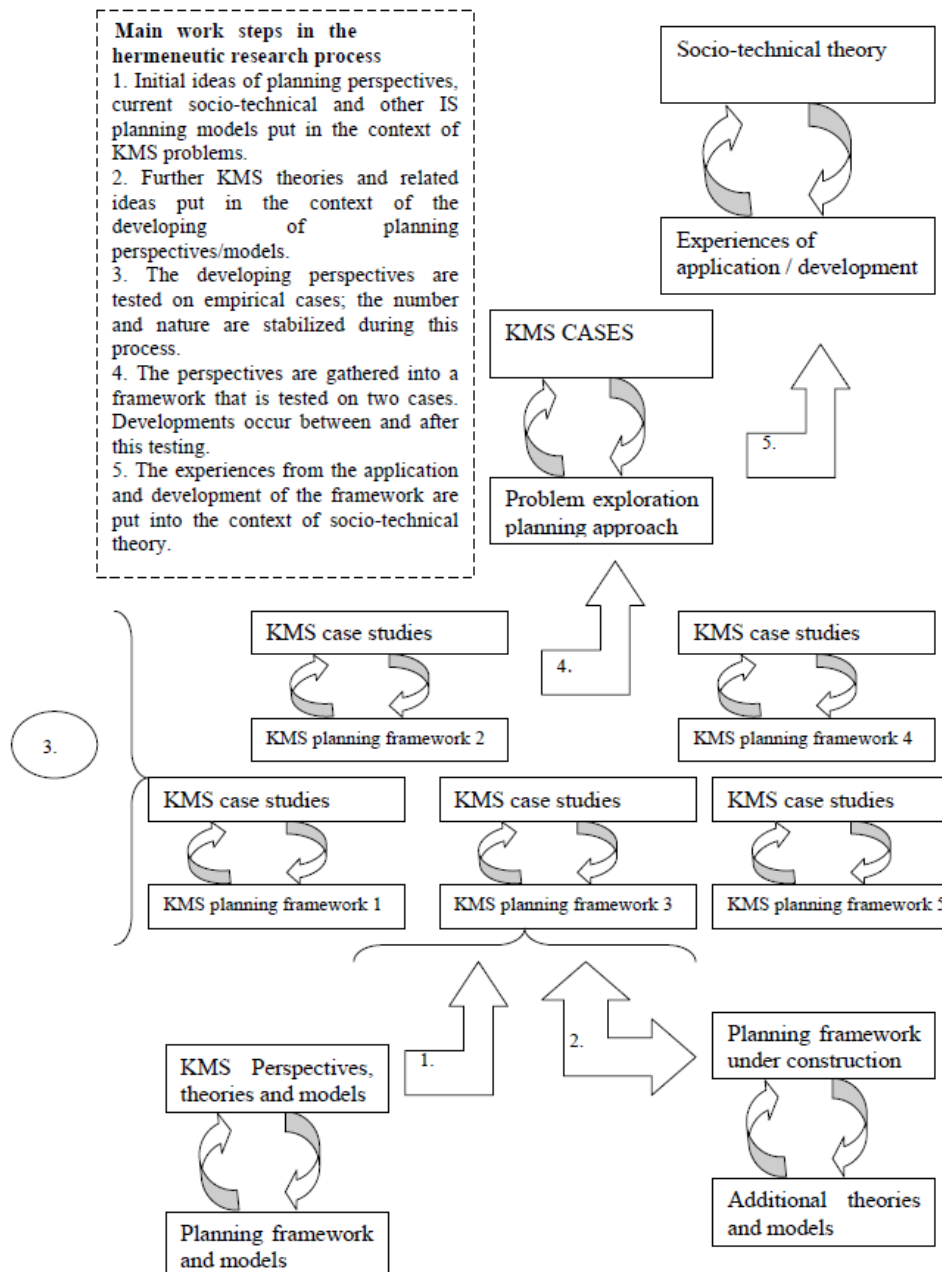 Main work steps in the
hermeneutic research process
1. Initial ideas of planning perspectives,
current socio-technical and other IS
planning models put in the context of
KMS problems.
2. Further KMS theories and related
ideas put in the context of the
developing of planning
perspectives/models.
3. The developing perspectives are
tested on empirical cases; the number
and nature are stabilized during this
process.
4. The perspectives are gathered into a
framework that is tested on two cases.
Developments occur between and after
this testing.
5. The experiences from the application
and development of the framework are
put into the context of socio-technical
theory.
Socio-technical theory
Experiences of
application / development
KMS CASES
5.
Problem exploration
planning approach
KMS case studies
4.
KMS case studies
3.
KMS planning framework 2
KMS planning framework 4
KMS case studies
KMS case studies
KMS case studies
KMS planning framework 1
KMS planning framework 3
KMS planning framework 5
1.
2.
KMS Perspectives,
theories and models
Planning framework
under construction
Planning framework
and models
Additional theories
and models